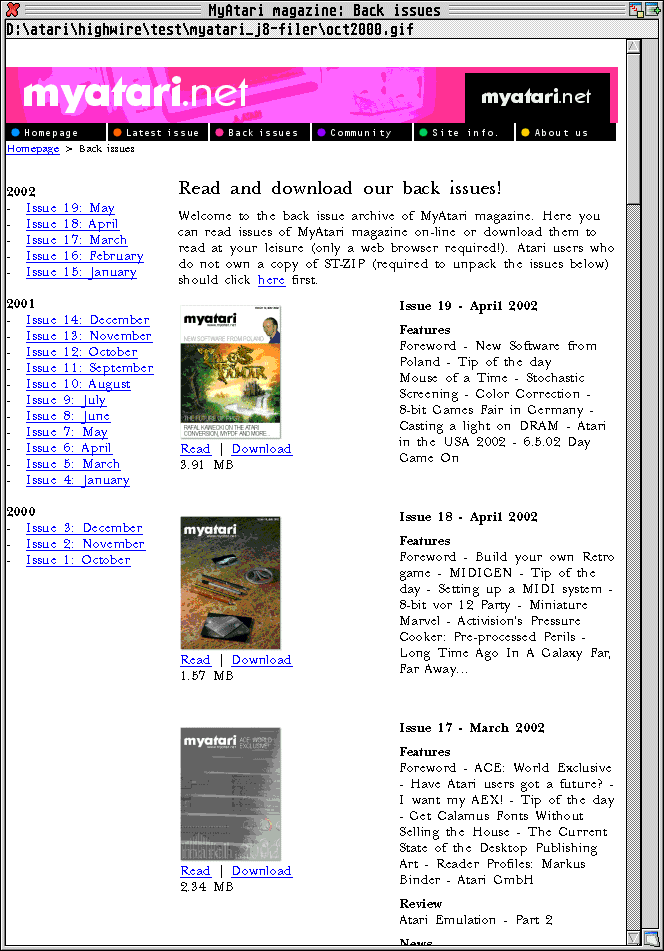 MyAtari magazine: Back issues
D:\atari\highwire\test\myatari_j8-filer\oct2000.gif
myatari.net
myatari.net
Homepage
Latest issue
Back issues
Community
Site info.
About us
Homepage > Back issues
2002
- Issue 19: May
- Issue 18: April
- Issue 17: March
- Issue 16: February
- Issue 15: January
2001
- Issue 14: December
- Issue 13: November
- Issue 12: October
- Issue 11: September
- Issue 10: August
- Issue 9: July
- Issue 8: June
- Issue 7: May
- Issue 6: April
- Issue 5: March
- Issue 4: January
2000
- Issue 3: December
- Issue 2: November
- Issue 1: October
Read and download our back issues!
Welcome to the back issue archive of MyAtari magazine. Here you
can read issues of MyAtari magazine on-line or download them to
read at your leisure (only a web browser required!). Atari users who
do not own a copy of ST-ZIP (required to unpack the issues below)
should click here first.
myatari
www.myatari.net
NEW SOFTWARE FROM POLAND
THE FUTURE OF
RAFAL KAWECKI ON THE ATARI
CONVERSION, MYPDF AND MORE...
Read | Download
3.91 MB
Issue 19 - April 2002
Features
Foreword - New Software from
Poland - Tip of the day
Mouse of a Time - Stochastic
Screening - Color Correction -
8-bit Games Fair in Germany -
Casting a light on DRAM - Atari
in the USA 2002 - 6.5.02 Day
Game On
myatari
www.myatari.net
Read | Download
1.57 MB
Issue 18 - April 2002
Features
Foreword - Build your own Retro
game - MIDIGEN - Tip of the
day - Setting up a MIDI system -
8-bit vor 12 Party - Miniature
Marvel - Activision's Pressure
Cooker: Pre-processed Perils -
Long Time Ago In A Galaxy Far,
Far Away...
myatari
www.myatari.net
ACE WORLD
EXCLUSIVE!
Read | Download
2.34 MB
Issue 17 - March 2002
Features
Foreword - ACE: World Exclusive
- Have Atari users got a future? -
I want my AEX! - Tip of the day
- Get Calamus Fonts Without
Selling the House - The Current
State of the Desktop Publishing
Art - Reader Profiles: Markus
Binder - Atari GmbH
Review
Atari Emulation - Part 2
News